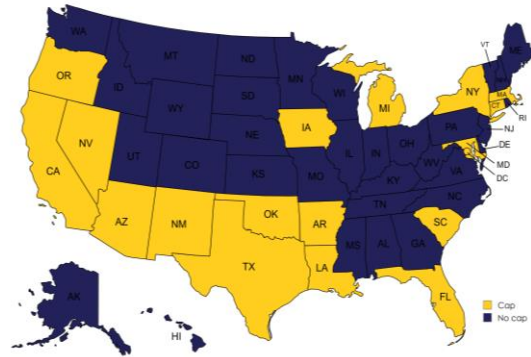 WA
MT
ND
MN
VT
ME
OR
ID
SD
WI
MI
NY
MA
CT
RI
WY
IA
PA
NJ
NV
NE
OH
DE
UT
IL
IN
MD
CA
CO
KS
MO
WV
VA
DC
KY
AZ
NM
OK
AR
TN
NC
SC
MS
AL
GA
TX
LA
FL
AK
HI
Cap
No cap